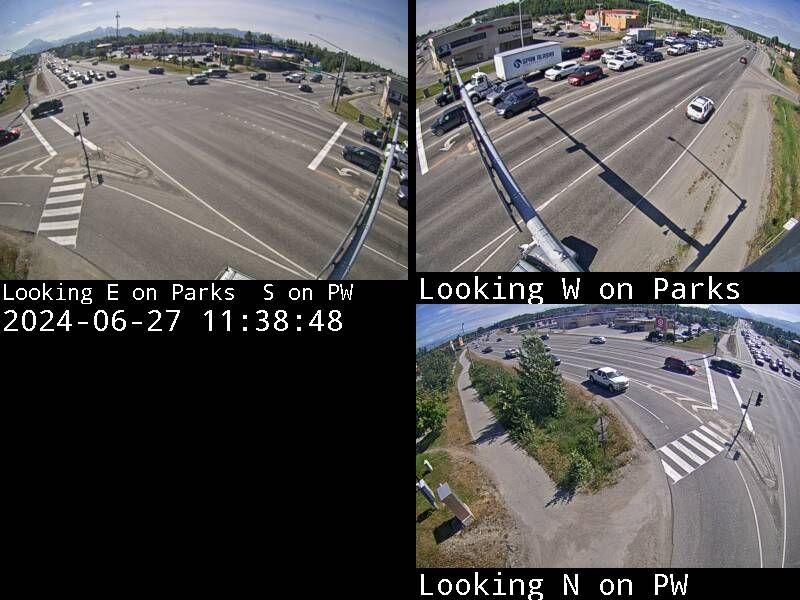 Looking E on Parks  S on PW
2024-06-27 11:38:48
SPAN ALASKA
Looking W on Parks
Looking N on PW